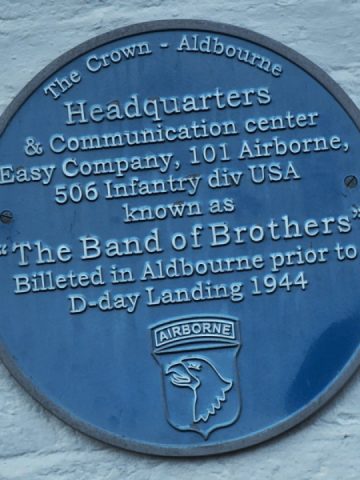 The Crown - Aldbourne
Headquarters
& Communication center
Easy Company, 101 Airborne,
506 Infantry div USA
known as
"The Band of Brothers"
Billeted in Aldbourne prior to
D-day Landing 1944
AIRBORNE